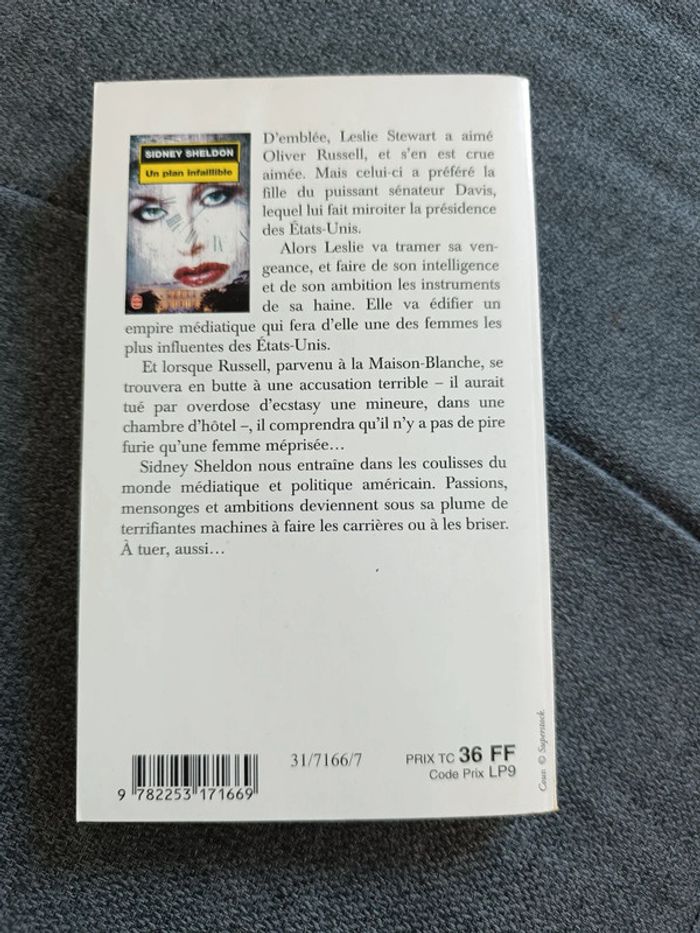 SIDNEY SHELDON
Un plan infaillible
D'emblée, Leslie Stewart a aimé
Oliver Russell, et s'en est crue
aimée. Mais celui-ci a préféré la
fille du puissant sénateur Davis,
lequel lui fait miroiter la présidence
des États-Unis.
Alors Leslie va tramer sa ven-
geance, et faire de son intelligence
et de son ambition les instruments
de sa haine. Elle va édifier un
empire médiatique qui fera d'elle une des femmes les
plus influentes des États-Unis.
Et lorsque Russell, parvenu à la Maison-Blanche, se
trouvera en butte à une accusation terrible – il aurait
tué par overdose d'ecstasy une mineure, dans une
chambre d'hôtel –, il comprendra qu'il n'y a pas de pire
furie qu'une femme méprisée…
Sidney Sheldon nous entraîne dans les coulisses du
monde médiatique et politique américain. Passions,
mensonges et ambitions deviennent sous sa plume de
terrifiantes machines à faire les carrières ou à les briser.
À tuer, aussi…
9 782253 171669
31/7166/7
PRIX TC 36 FF
Code Prix LP9
Couv. © Superstock.